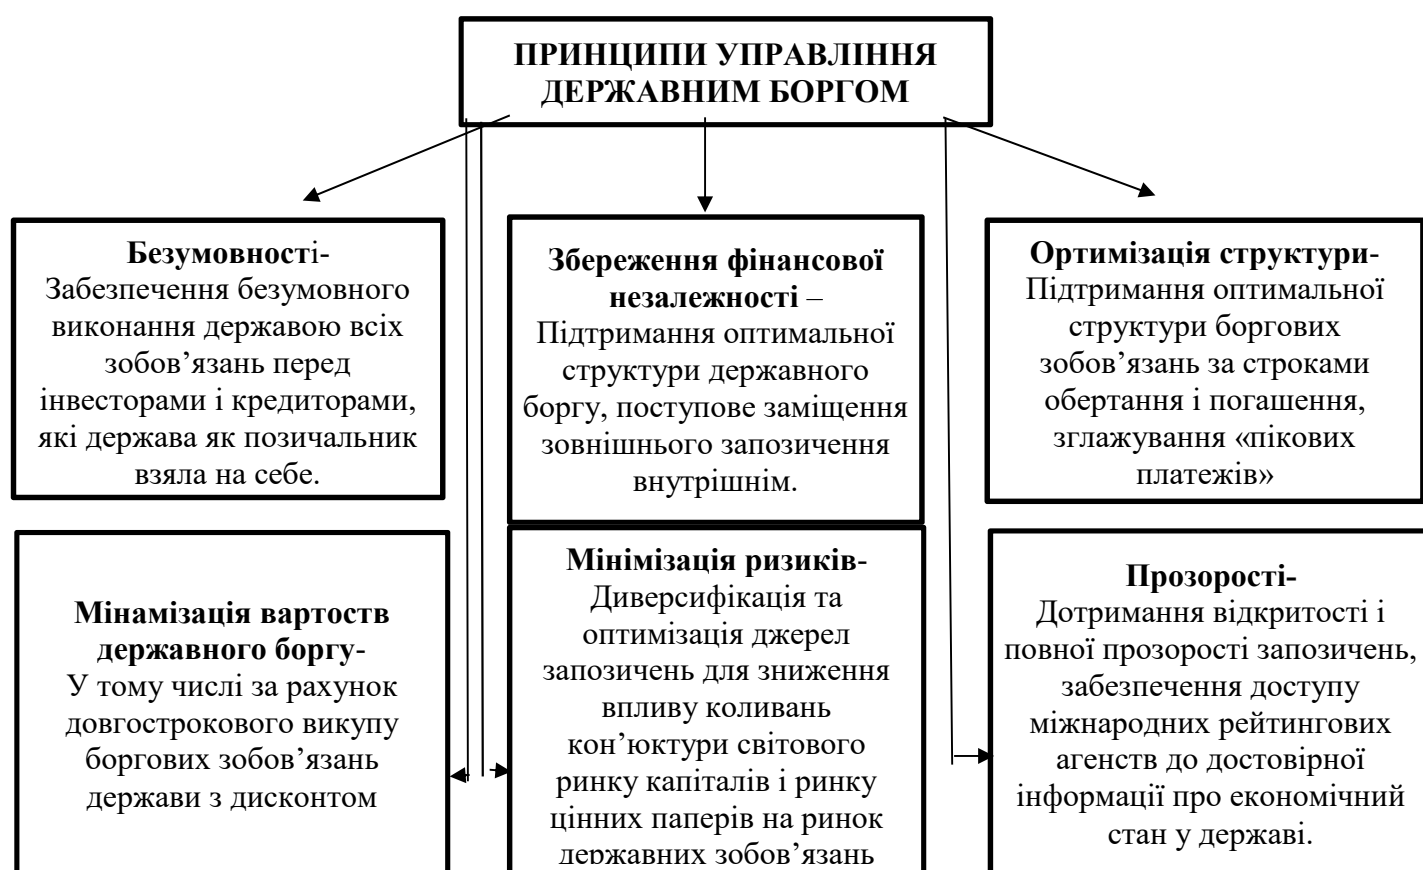 ПРИНЦИПИ УПРАВЛІННЯ
ДЕРЖАВНИМ БОРГОМ
Безумовності-
Забезпечення безумовного
виконання державою всіх
зобов’язань перед
інвесторами і кредиторами,
які держава як позичальник
взяла на себе.
Збереження фінансової
незалежності –
Підтримання оптимальної
структури державного
боргу, поступове заміщення
зовнішнього запозичення
внутрішнім.
Ортимізація структури-
Підтримання оптимальної
структури боргових
зобов’язань за строками
обертання і погашення,
зглажування «пікових
платежів»
Мінамізація вартоств
державного боргу-
У тому числі за рахунок
довгострокового викупу
боргових зобов’язань
держави з дисконтом
Мінімізація ризиків-
Диверсифікація та
оптимізація джерел
запозичень для зниження
впливу коливань
кон’юктури світового
ринку капіталів і ринку
цінних паперів на ринок
державних зобов’язань
Прозорості-
Дотримання відкритості і
повної прозорості запозичень,
забезпечення доступу
міжнародних рейтингових
агенств до достовірної
інформації про економічний
стан у державі.